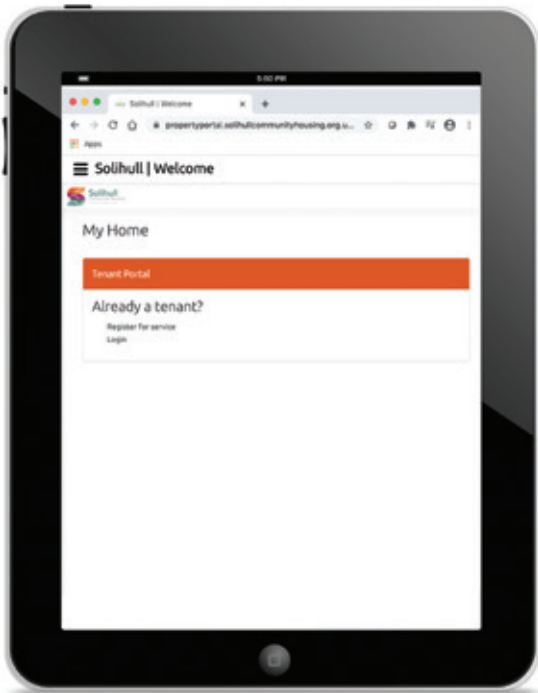 5:50 PM
Solihull | Welcome
propertyportal.solihullcommunityhousing.org.u...
Apps
Solihull | Welcome
Solihull
My Home
Tenant Portal
Already a tenant?
Register for service
Login